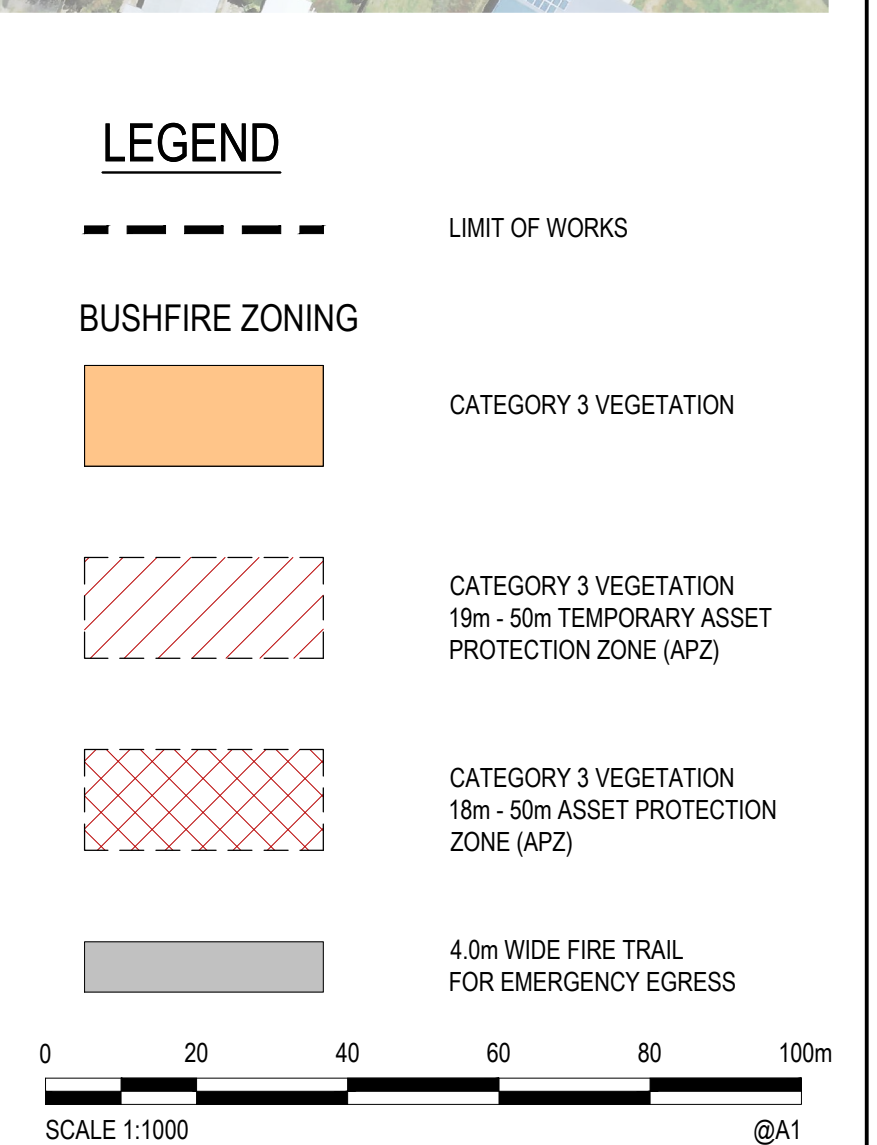 LEGEND
LIMIT OF WORKS
BUSHFIRE ZONING
CATEGORY 3 VEGETATION
CATEGORY 3 VEGETATION
19m - 50m TEMPORARY ASSET
PROTECTION ZONE (APZ)
CATEGORY 3 VEGETATION
18m - 50m ASSET PROTECTION
ZONE (APZ)
4.0m WIDE FIRE TRAIL
FOR EMERGENCY EGRESS
0 20 40 60 80 100m
SCALE 1:1000 @A1